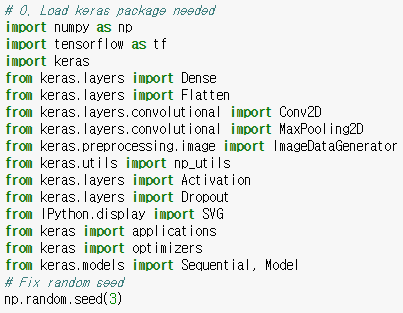 # 0. Load keras package needed
import numpy as np
import tensorflow as tf
import keras
from keras.layers import Dense
from keras.layers import Flatten
from keras.layers.convolutional import Conv2D
from keras.layers.convolutional import MaxPooling2D
from keras.preprocessing.image import ImageDataGenerator
from keras.utils import np_utils
from keras.layers import Activation
from keras.layers import Dropout
from IPython.display import SVG
from keras import applications
from keras import optimizers
from keras.models import Sequential, Model
# Fix random seed
np.random.seed(3)